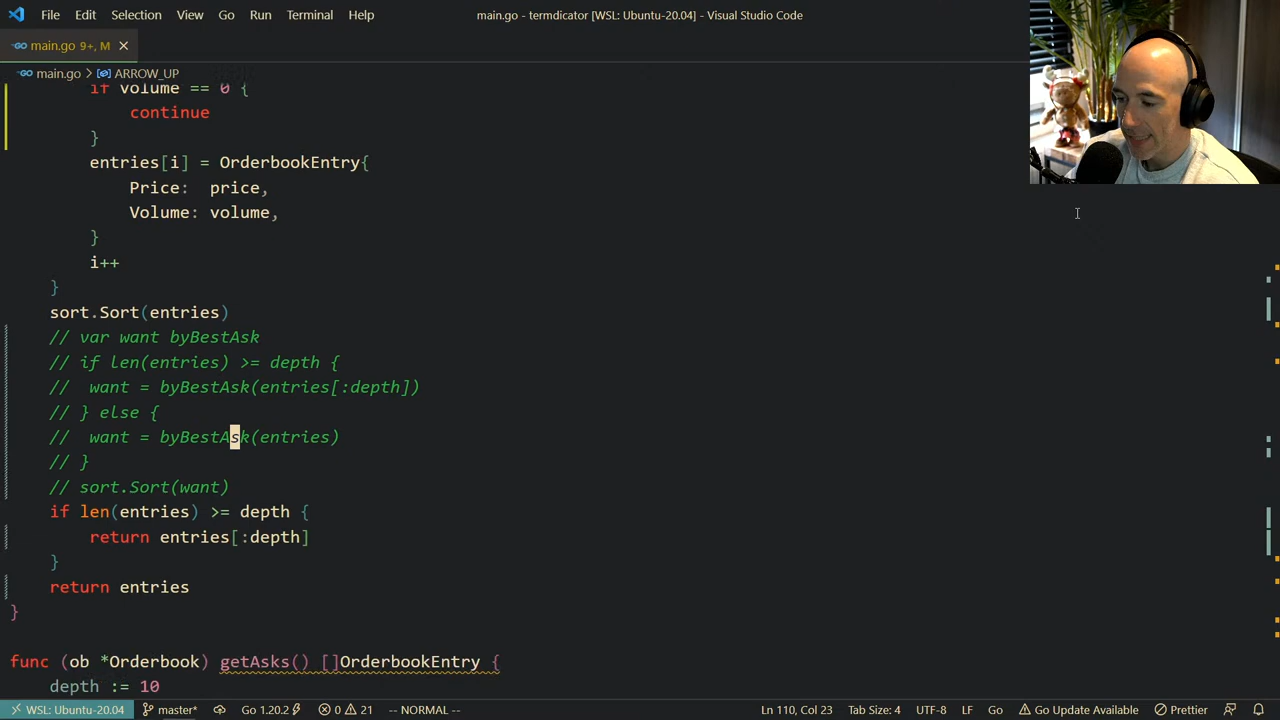 File Edit Selection View Go Run Terminal Help
main.go - termdicator [WSL: Ubuntu-20.04] - Visual Studio Code
main.go 9+, M
main.go > ARROW_UP
if volume == 0 {
continue
}
entries[i] = OrderbookEntry{
Price: price,
Volume: volume,
}
i++
}
sort.Sort(entries)
// var want byBestAsk
// if len(entries) >= depth {
// want = byBestAsk(entries[:depth])
// } else {
// want = byBestAsk(entries)
// }
// sort.Sort(want)
if len(entries) >= depth {
return entries[:depth]
}
return entries
}
func (ob *Orderbook) getAsks() []OrderbookEntry {
depth := 10
WSL: Ubuntu-20.04 master* Go 1.20.2 0 21 -- NORMAL -- Ln 110, Col 23 Tab Size: 4 UTF-8 LF Go Go Update Available Prettier